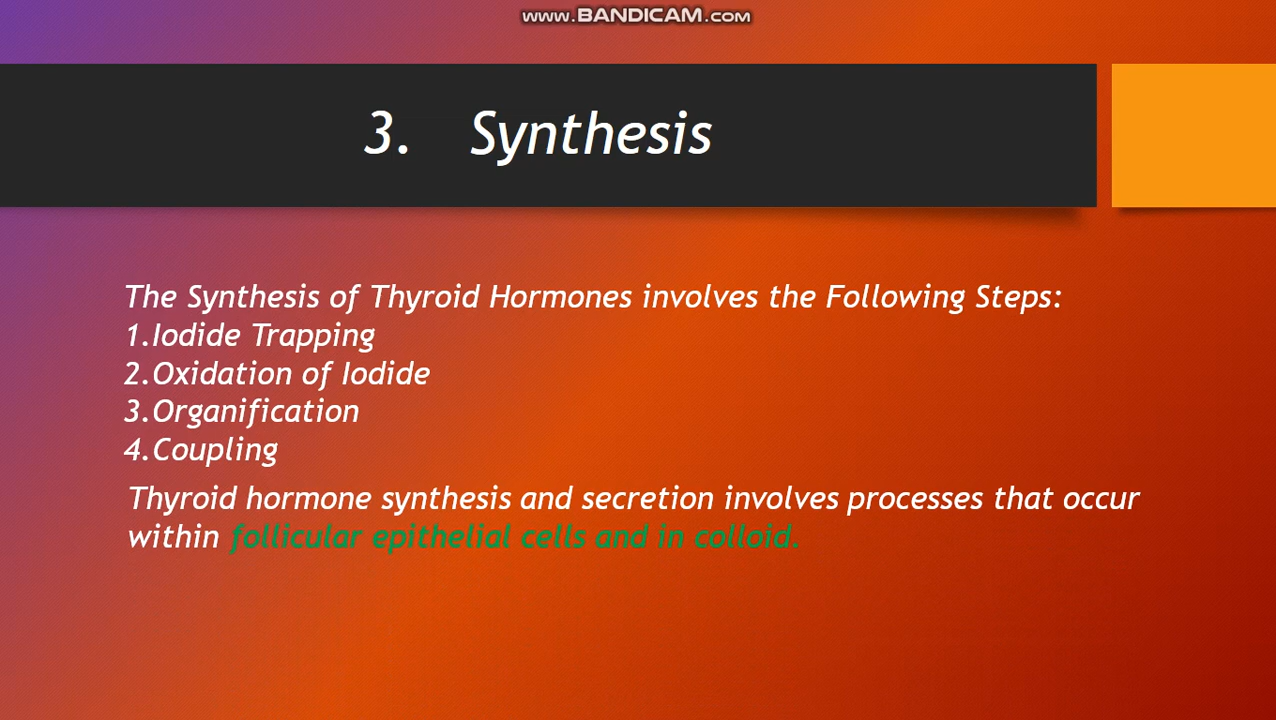 www.BANDICAM.com
3. Synthesis
The Synthesis of Thyroid Hormones involves the Following Steps:
1.Iodide Trapping
2.Oxidation of Iodide
3.Organification
4.Coupling
Thyroid hormone synthesis and secretion involves processes that occur
within follicular epithelial cells and in colloid.